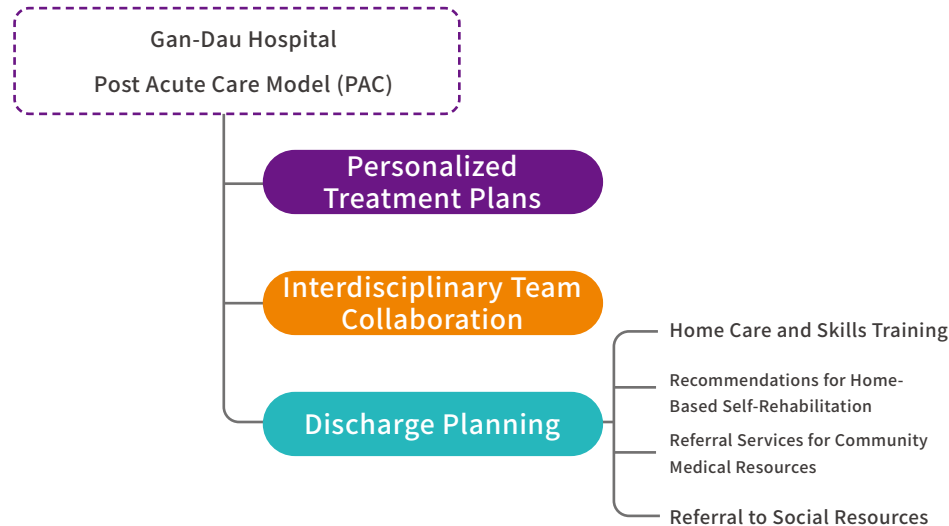 Gan-Dau Hospital
Post Acute Care Model (PAC)
Personalized
Treatment Plans
Interdisciplinary Team
Collaboration
Discharge Planning
Home Care and Skills Training
Recommendations for Home-
Based Self-Rehabilitation
Referral Services for Community
Medical Resources
Referral to Social Resources